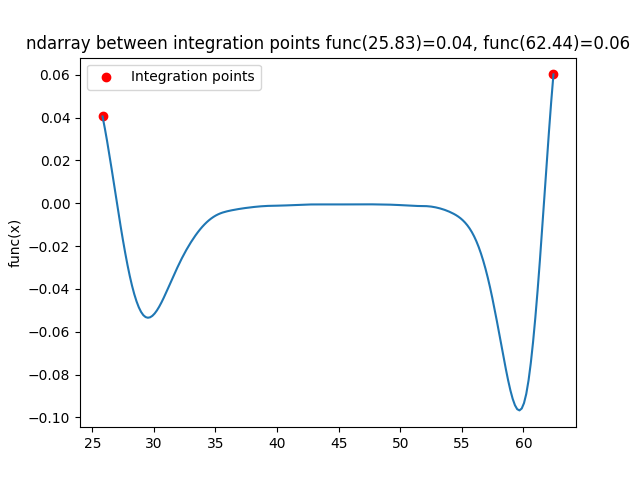 ndarray between integration points func(25.83)=0.04, func(62.44)=0.06
Integration points
func(x)
0.06
0.04
0.02
0.00
−0.02
−0.04
−0.06
−0.08
−0.10
25 30 35 40 45 50 55 60